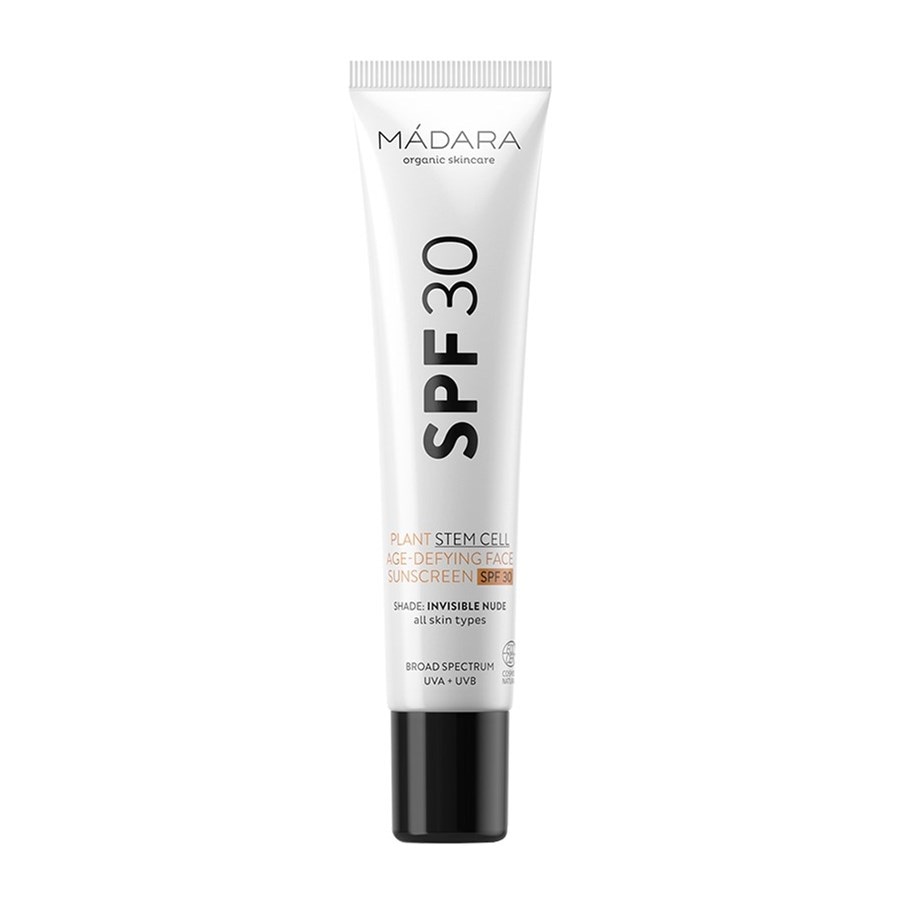 MÁDARA
organic skincare
SPF 30
PLANT STEM CELL
AGE-DEFYING FACE
SUNSCREEN SPF 30
SHADE: INVISIBLE NUDE
all skin types
BROAD SPECTRUM
UVA + UVB